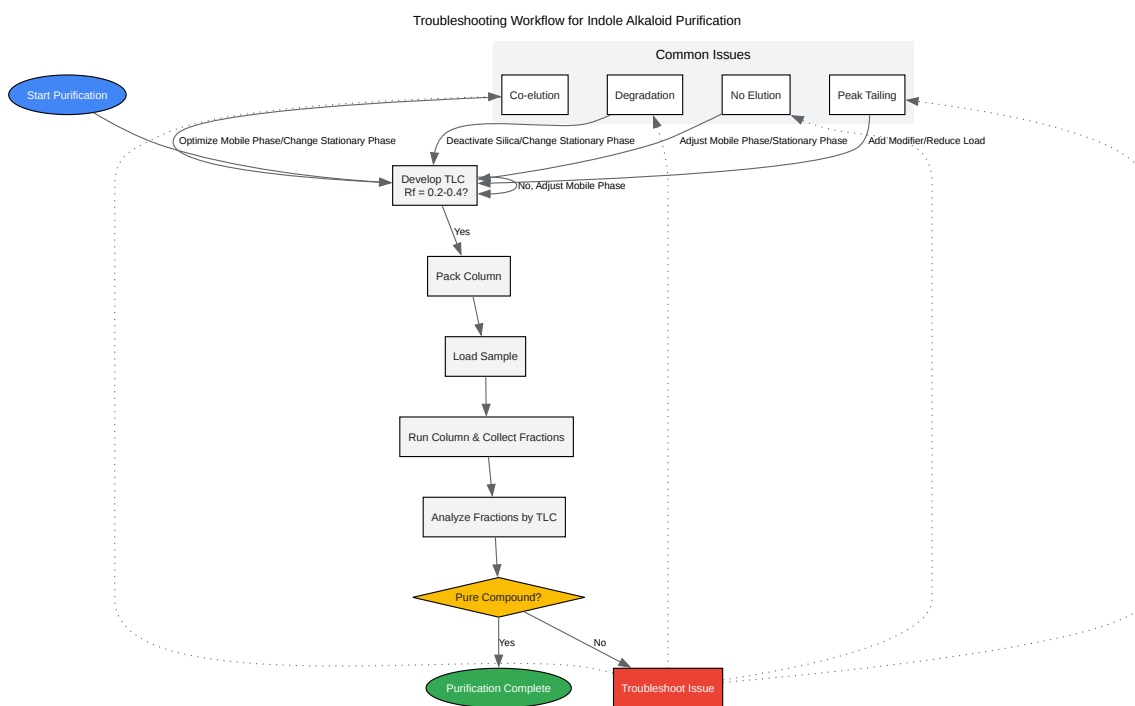 Troubleshooting Workflow for Indole Alkaloid Purification
Common Issues
Start Purification
Co-elution
Degradation
No Elution
Peak Tailing
Optimize Mobile Phase/Change Stationary Phase
Deactivate Silica/Change Stationary Phase
Adjust Mobile Phase/Stationary Phase
Add Modifier/Reduce Load
Develop TLC
Rf = 0.2-0.4?
No, Adjust Mobile Phase
Yes
Pack Column
Load Sample
Run Column & Collect Fractions
Analyze Fractions by TLC
Pure Compound?
Yes
No
Purification Complete
Troubleshoot Issue